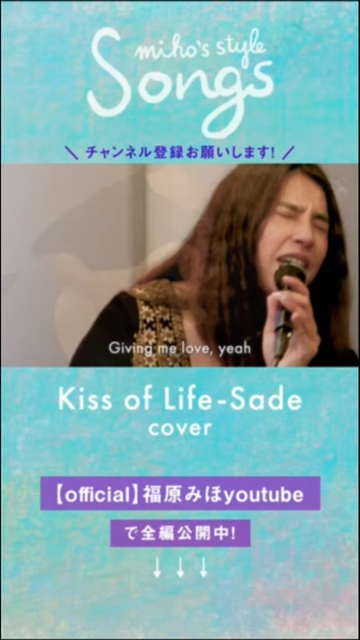 miho's style
Songs
＼ チャンネル登録お願いします! ／
Giving me love, yeah
Kiss of Life-Sade
cover
【official】福原みほyoutube
で全編公開中!
↓ ↓ ↓